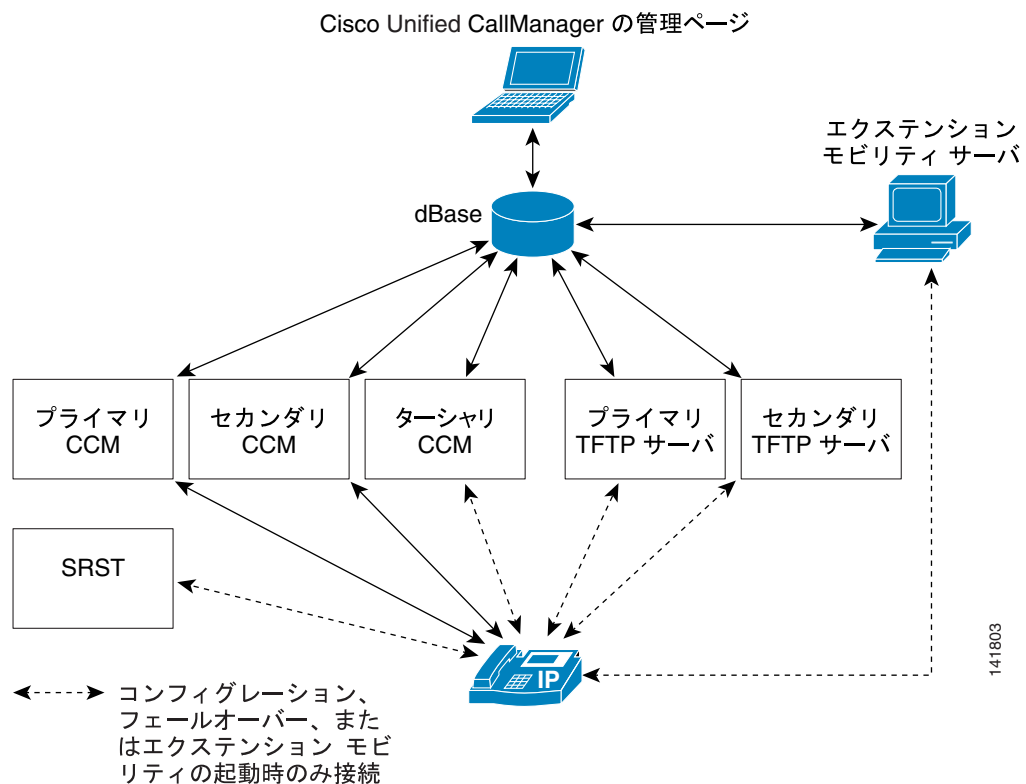 Cisco Unified CallManager の管理ページ
エクステンション
モビリティ サーバ
dBase
プライマリ
CCM
セカンダリ
CCM
ターシャリ
CCM
プライマリ
TFTP サーバ
セカンダリ
TFTP サーバ
SRST
IP
141803
コンフィグレーション、
フェールオーバー、また
はエクステンション モビ
リティの起動時のみ接続